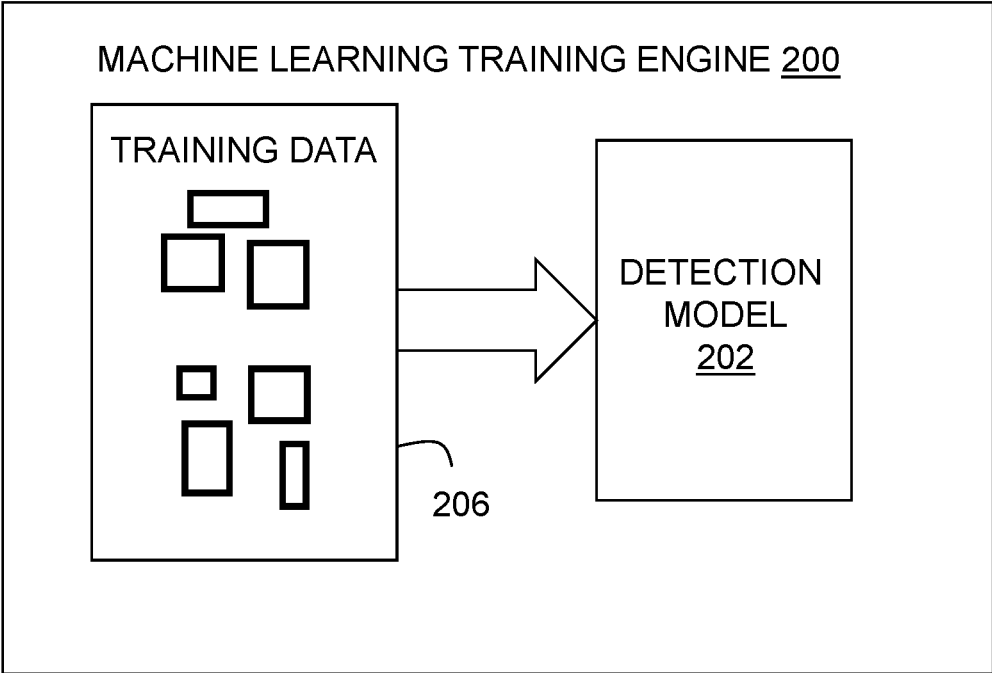 MACHINE LEARNING TRAINING ENGINE 200
TRAINING DATA
DETECTION
MODEL
202
206